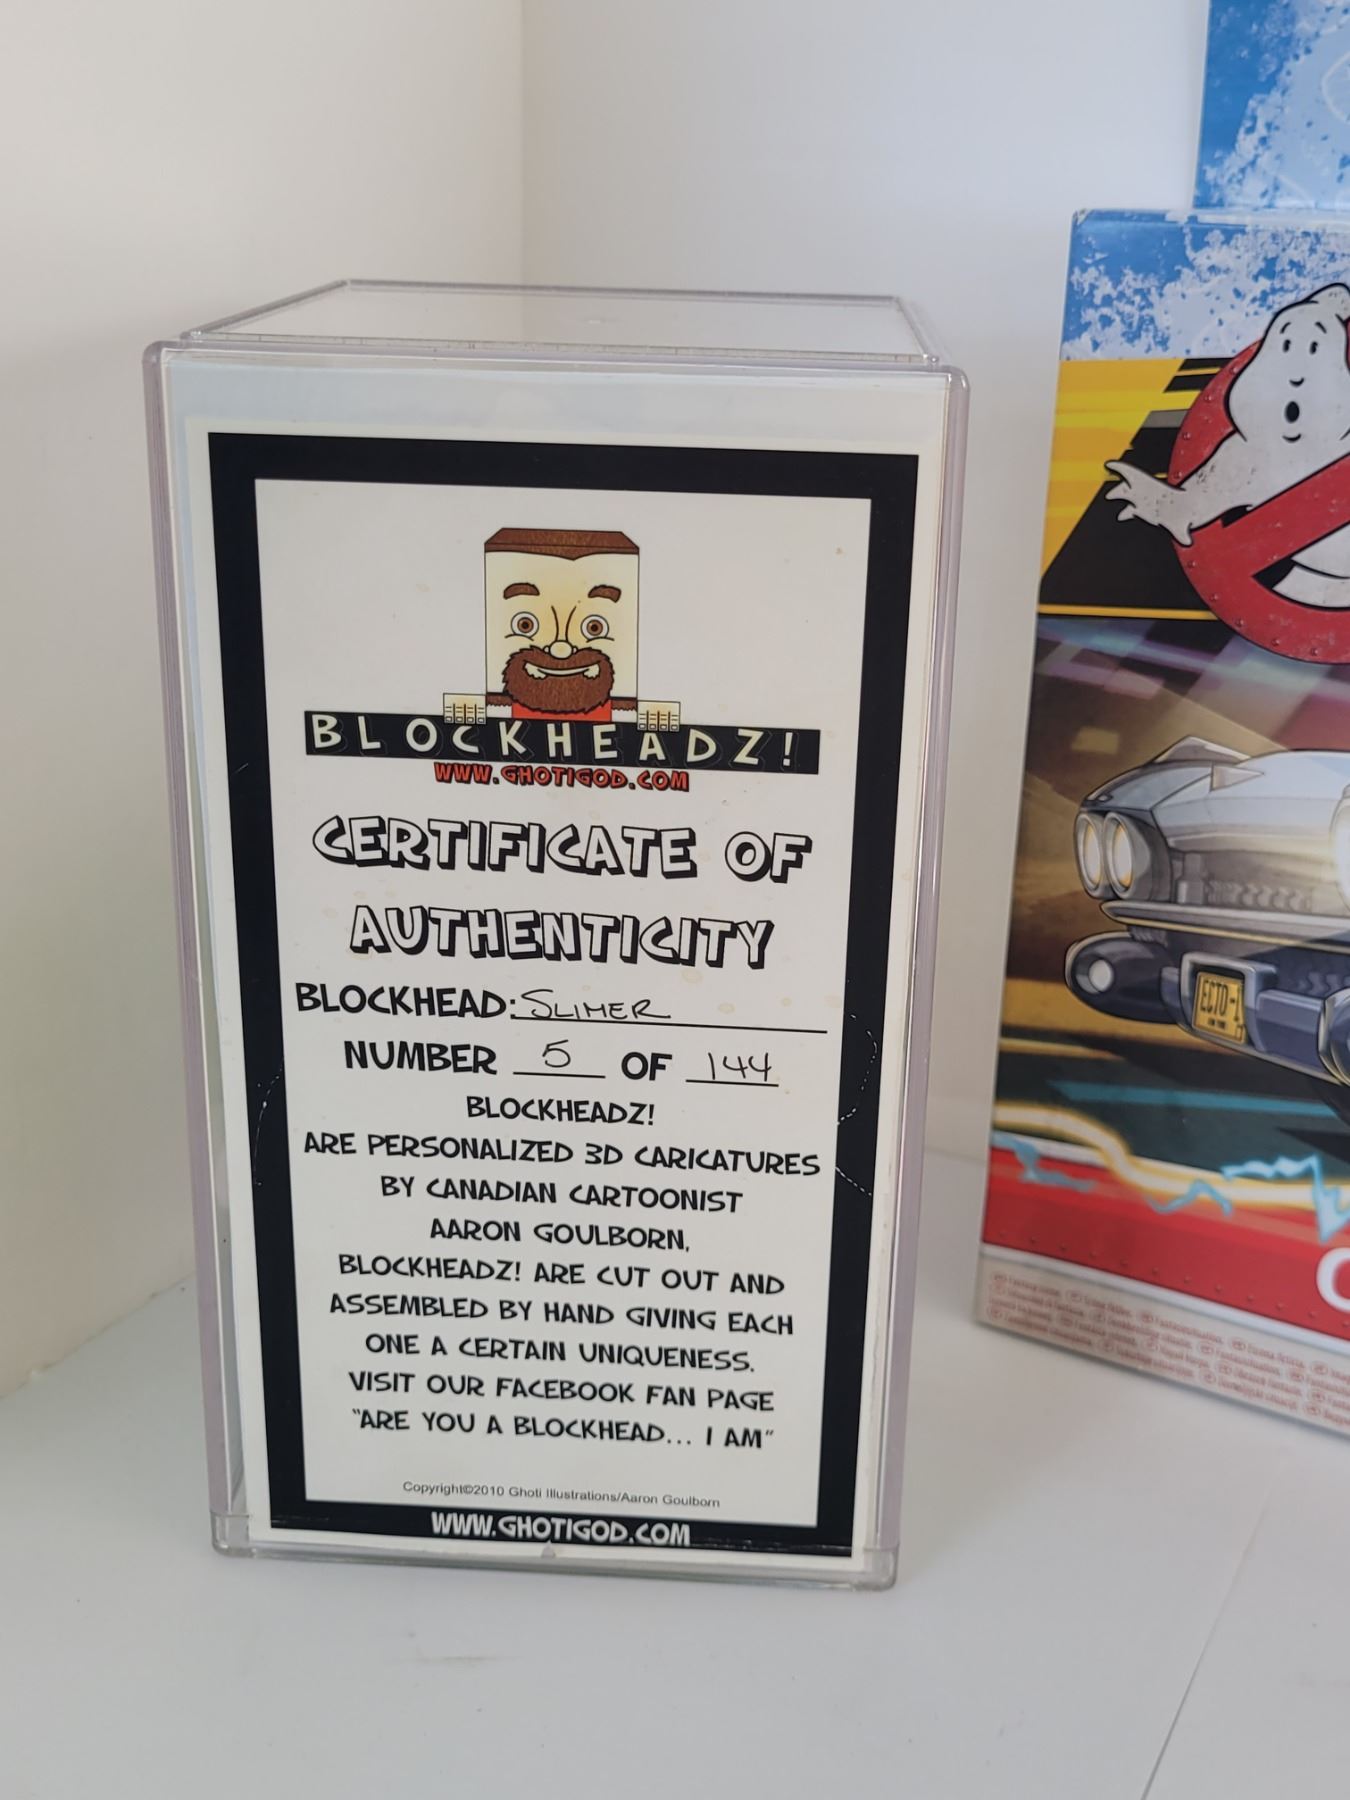 BLOCKHEADZ!
WWW.GHOTIGOD.COM
CERTIFICATE OF
AUTHENTICITY
BLOCKHEAD: SLIMER
NUMBER 5 OF 144
BLOCKHEADZ!
ARE PERSONALIZED 3D CARICATURES
BY CANADIAN CARTOONIST
AARON GOULBORN,
BLOCKHEADZ! ARE CUT OUT AND
ASSEMBLED BY HAND GIVING EACH
ONE A CERTAIN UNIQUENESS.
VISIT OUR FACEBOOK FAN PAGE
"ARE YOU A BLOCKHEAD... I AM"
Copyright©2010 Ghoti Illustrations/Aaron Goulborn
WWW.GHOTIGOD.COM
ECTO-1